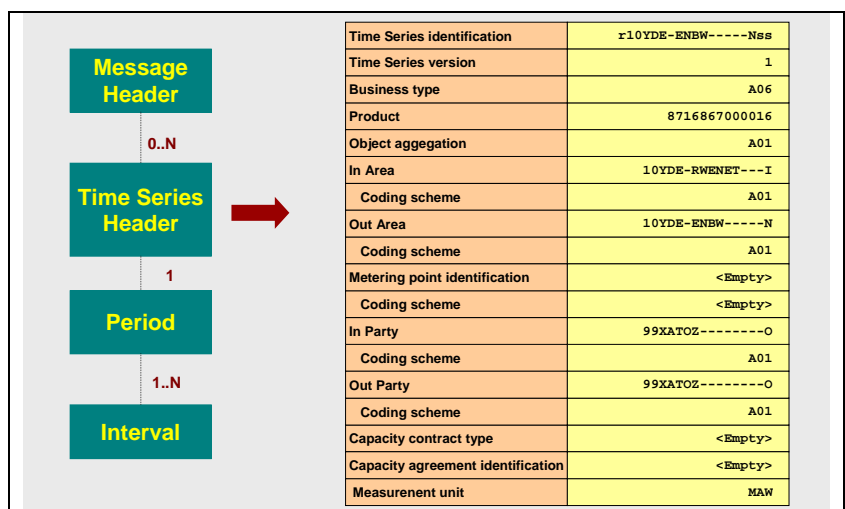 Message
Header
0..N
Time Series
Header
1
Period
1..N
Interval
Time Series identification r10YDE-ENBW-----Nss
Time Series version 1
Business type A06
Product 8716867000016
Object aggegation A01
In Area 10YDE-RWENET---I
Coding scheme A01
Out Area 10YDE-ENBW-----N
Coding scheme A01
Metering point identification <Empty>
Coding scheme <Empty>
In Party 99XATOZ--------O
Coding scheme A01
Out Party 99XATOZ--------O
Coding scheme A01
Capacity contract type <Empty>
Capacity agreement identification <Empty>
Measurenent unit MAW